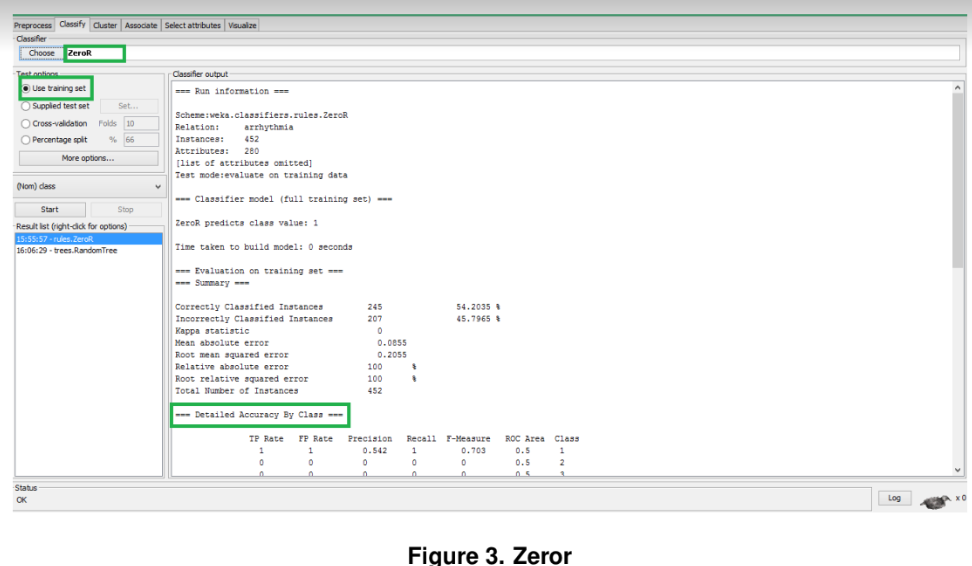 Preprocess Classify Cluster Associate Select attributes Visualize
Classifier
Choose ZeroR
Test options
Use training set
Supplied test set Set...
Cross-validation Folds 10
Percentage split % 66
More options...
(Nom) class
Start Stop
Result list (right-click for options)
15:55:57 - rules.ZeroR
16:06:29 - trees.RandomTree
Classifier output
=== Run information ===
Scheme:weka.classifiers.rules.ZeroR
Relation: arrhythmia
Instances: 452
Attributes: 280
[list of attributes omitted]
Test mode:evaluate on training data
=== Classifier model (full training set) ===
ZeroR predicts class value: 1
Time taken to build model: 0 seconds
=== Evaluation on training set ===
=== Summary ===
Correctly Classified Instances 245 54.2035 %
Incorrectly Classified Instances 207 45.7965 %
Kappa statistic 0
Mean absolute error 0.0855
Root mean squared error 0.2055
Relative absolute error 100 %
Root relative squared error 100 %
Total Number of Instances 452
=== Detailed Accuracy By Class ===
TP Rate FP Rate Precision Recall F-Measure ROC Area Class
1 1 0.542 1 0.703 0.5 1
0 0 0 0 0 0.5 2
0 0 0 0 0 0.5 3
Status
OK
Log x 0
Figure 3. Zeror